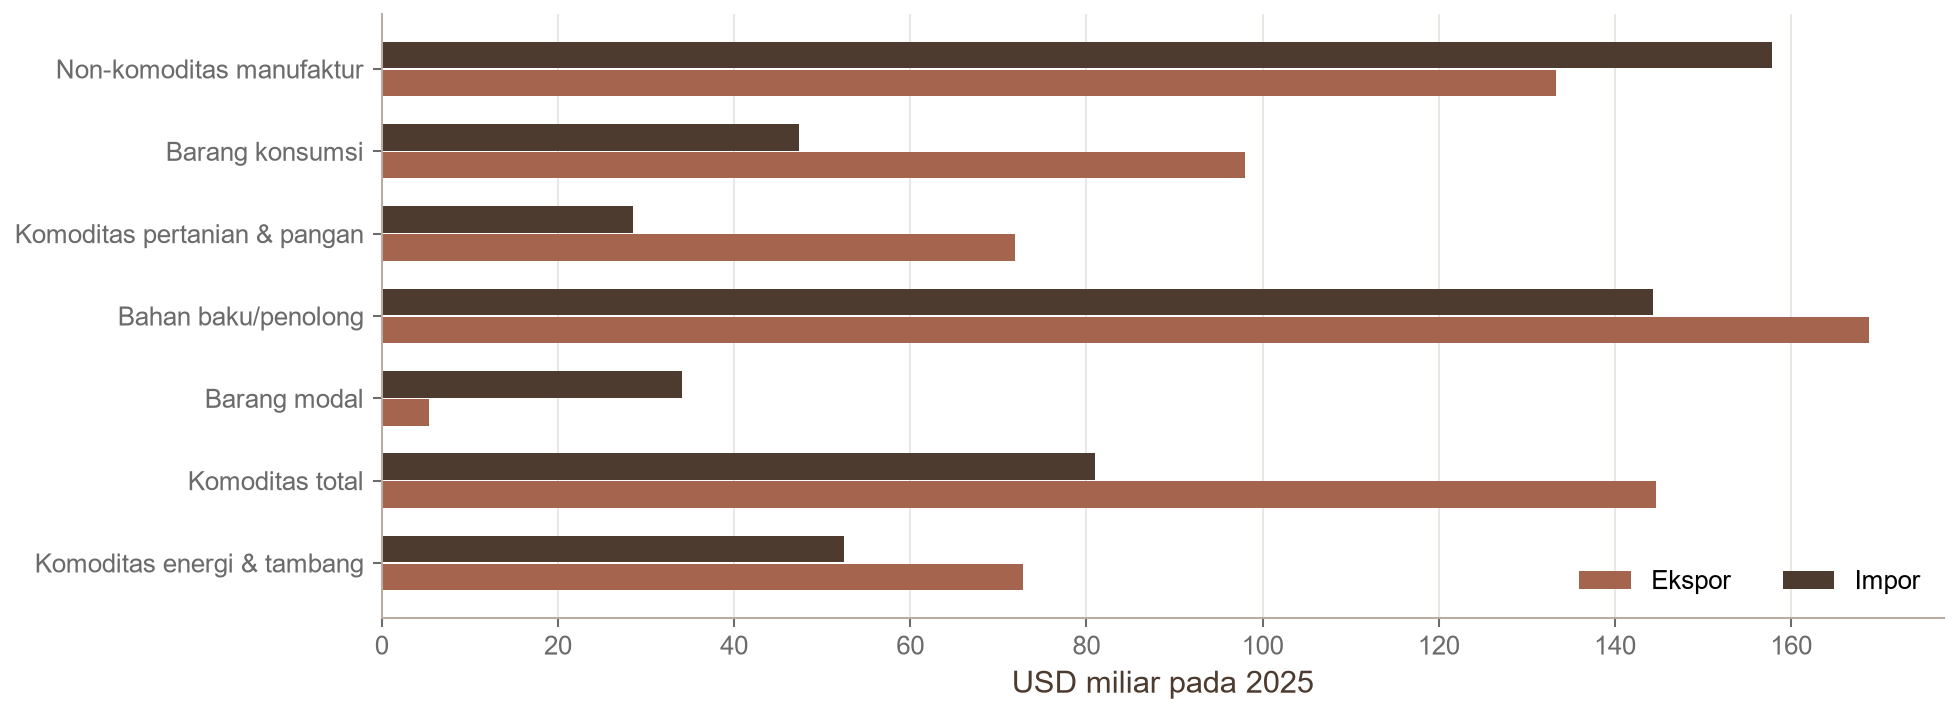 Non-komoditas manufaktur
Barang konsumsi
Komoditas pertanian & pangan
Bahan baku/penolong
Barang modal
Komoditas total
Komoditas energi & tambang
Ekspor Impor
0 20 40 60 80 100 120 140 160
USD miliar pada 2025